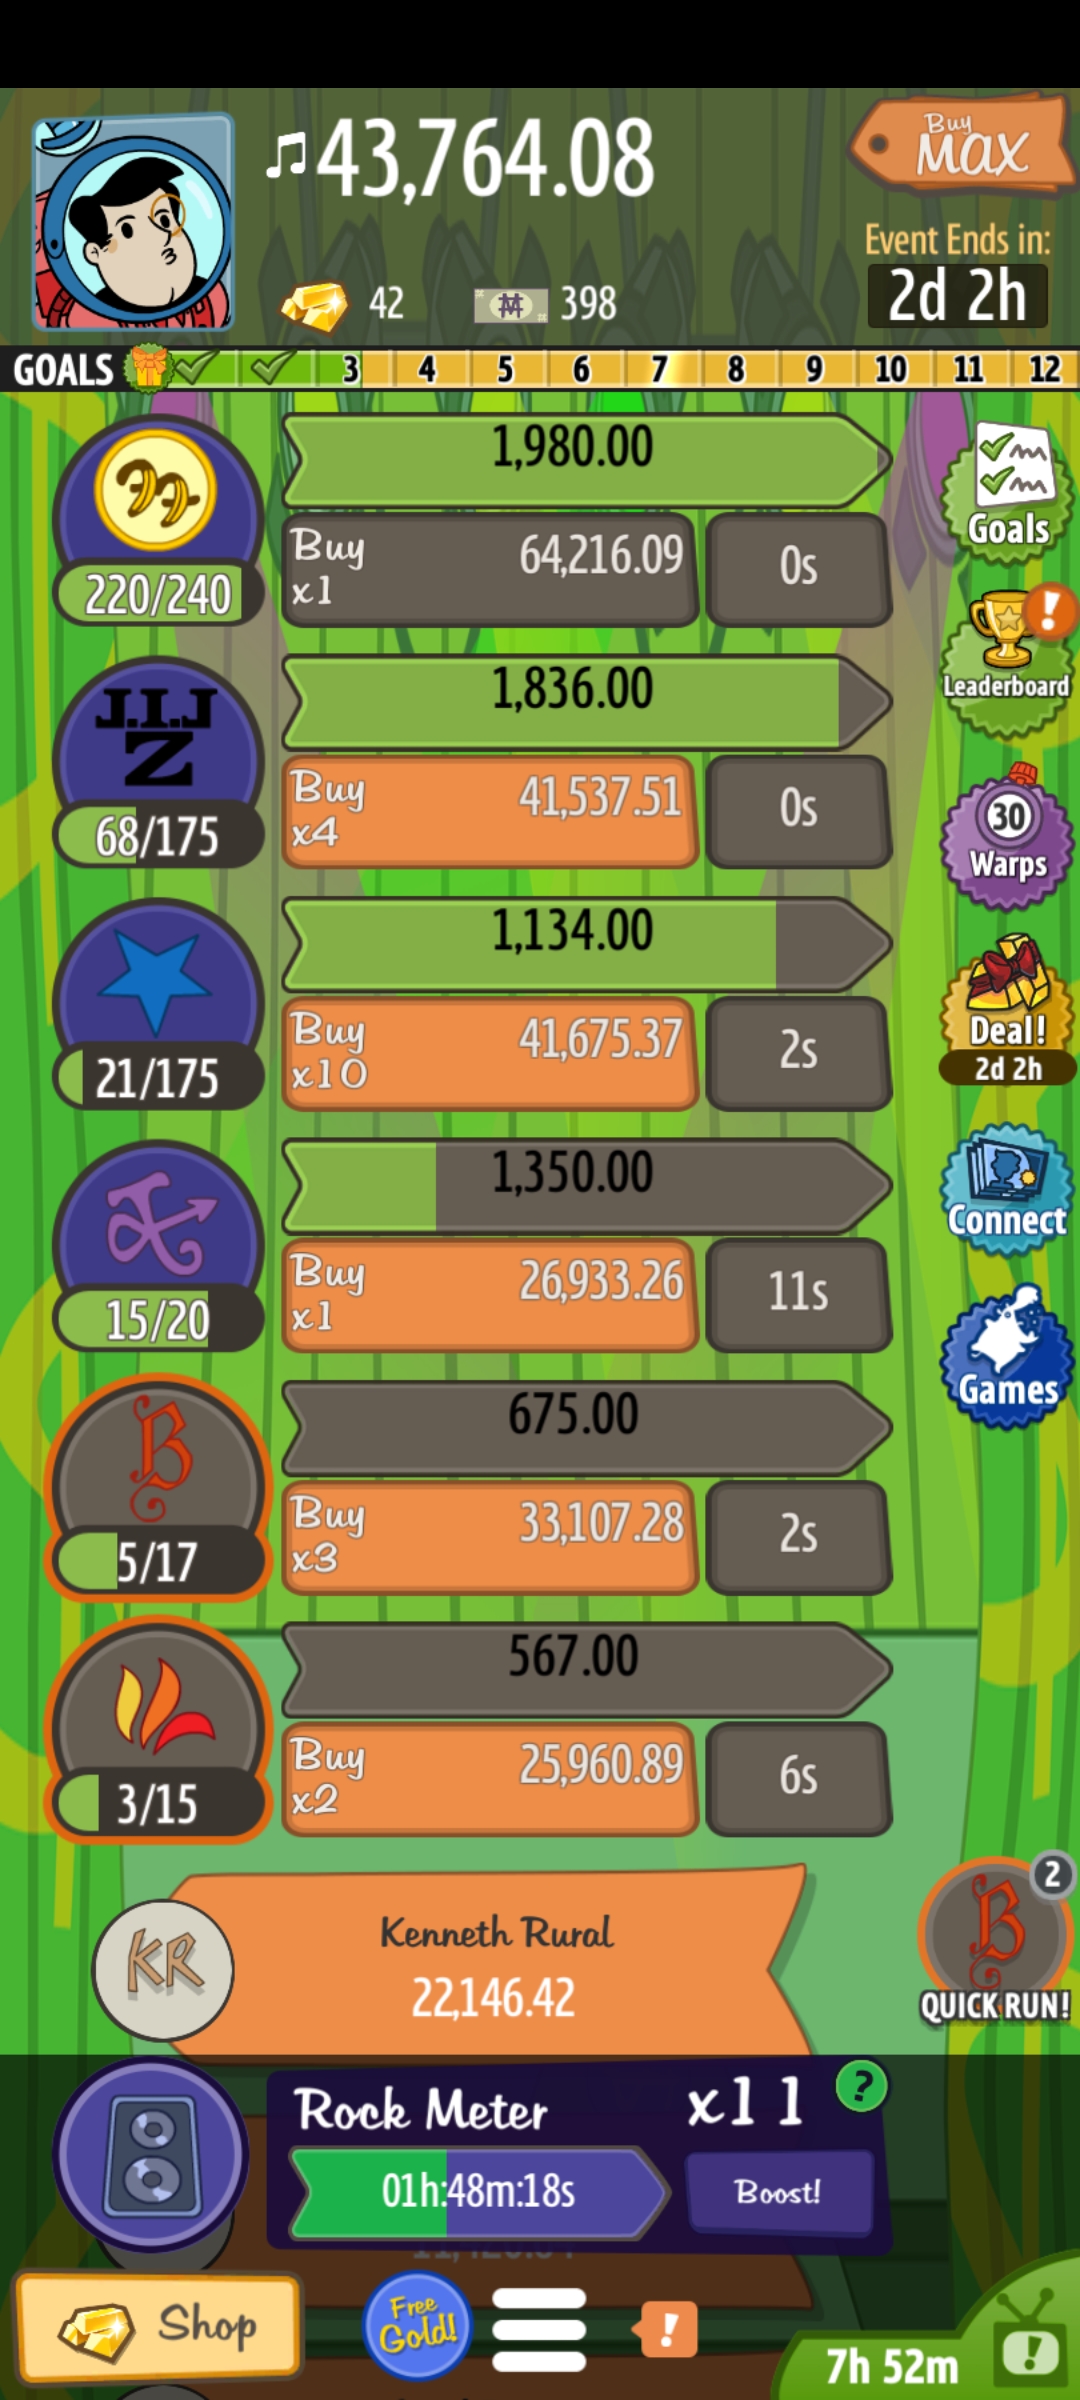 43,764.08
Buy
MAX
Event Ends in:
2d 2h
42
398
GOALS 3 4 5 6 7 8 9 10 11 12
1,980.00
Buy
x1
64,216.09
0s
220/240
Goals
J.I.J
Z
1,836.00
Buy
x4
41,537.51
0s
68/175
Leaderboard
30
Warps
1,134.00
Buy
x10
41,675.37
2s
21/175
Deal!
2d 2h
1,350.00
Buy
x1
26,933.26
11s
15/20
Connect
B
675.00
Buy
x3
33,107.28
2s
5/17
Games
567.00
Buy
x2
25,960.89
6s
3/15
KR
Kenneth Rural
22,146.42
2
B
QUICK RUN!
Rock Meter
x11
?
01h:48m:18s
Boost!
Shop
Free
Gold!
!
7h 52m